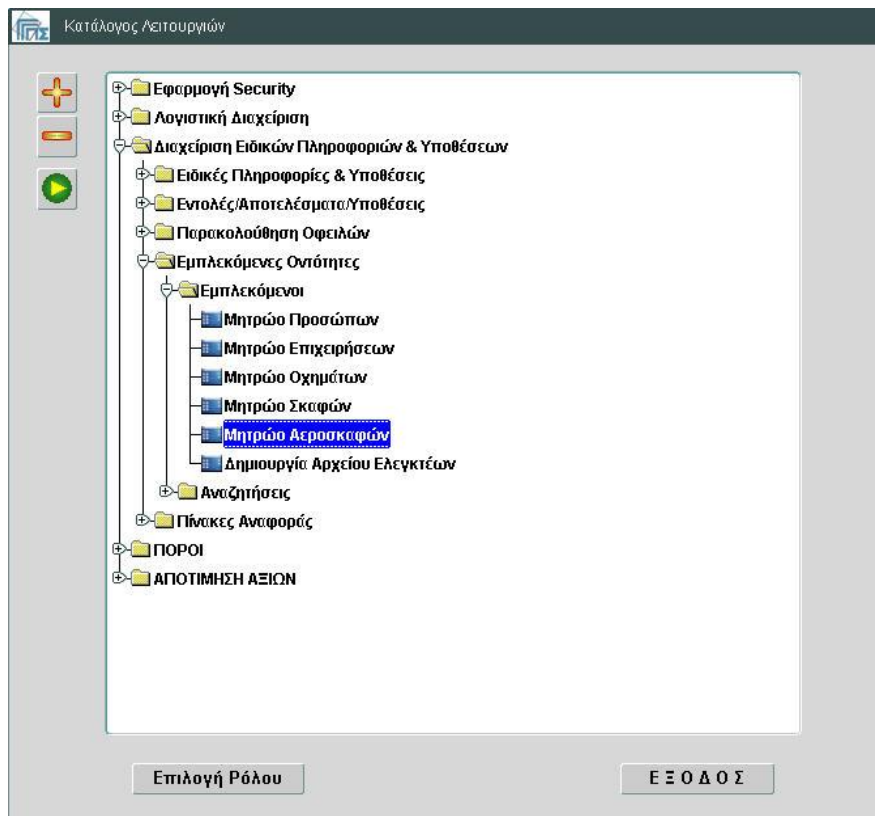 Κατάλογος Λειτουργιών
Εφαρμογή Security
Λογιστική Διαχείριση
Διαχείριση Ειδικών Πληροφοριών & Υποθέσεων
Ειδικές Πληροφορίες & Υποθέσεις
Εντολές/Αποτελέσματα/Υποθέσεις
Παρακολούθηση Οφειλών
Εμπλεκόμενες Οντότητες
Εμπλεκόμενοι
Μητρώο Προσώπων
Μητρώο Επιχειρήσεων
Μητρώο Οχημάτων
Μητρώο Σκαφών
Μητρώο Αεροσκαφών
Δημιουργία Αρχείου Ελεγκτέων
Αναζητήσεις
Πίνακες Αναφοράς
ΠΟΡΟΙ
ΑΠΟΤΙΜΗΣΗ ΑΞΙΩΝ
Επιλογή Ρόλου Ε Ξ Ο Δ Ο Σ